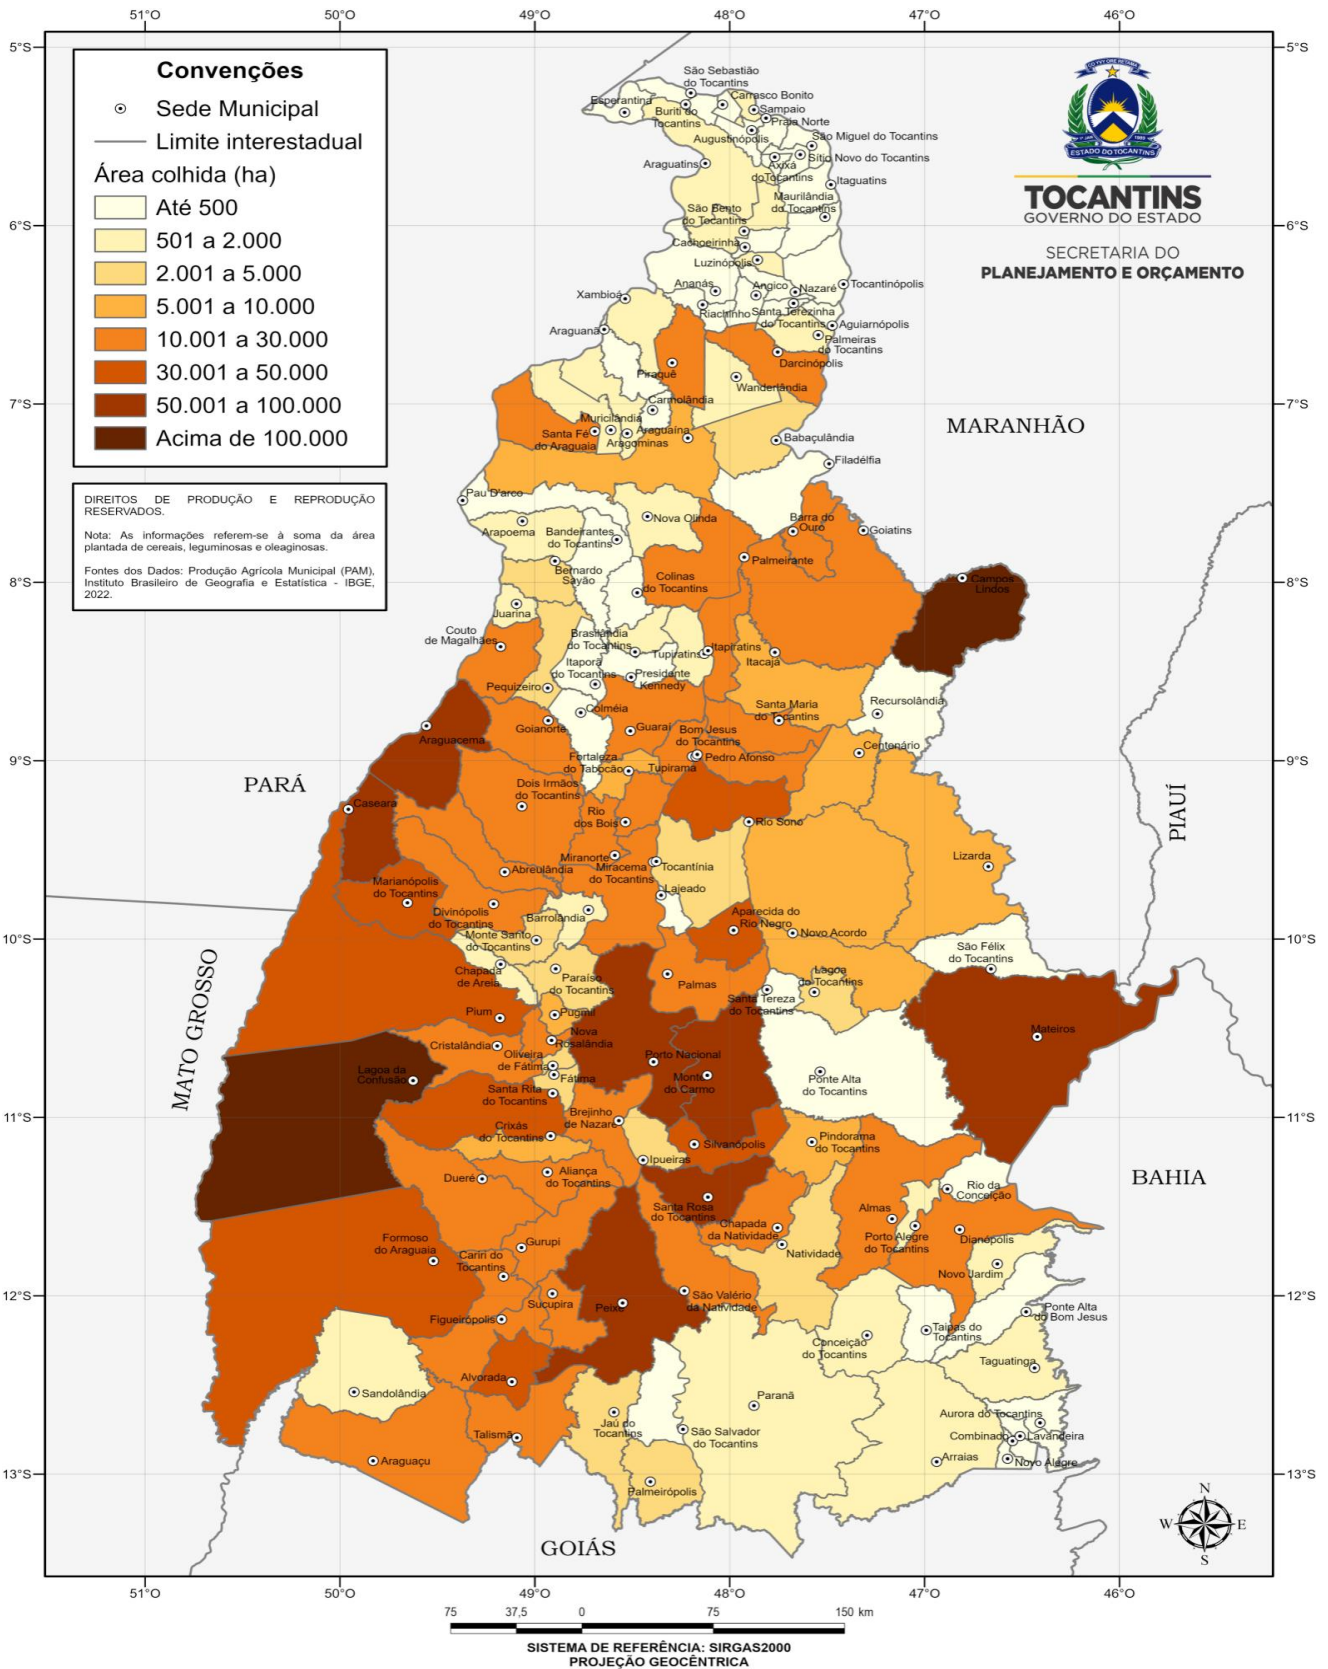 51°O
50°O
49°O
48°O
47°O
46°O
5°S
5°S
Convenções
Sede Municipal
Limite interestadual
Área colhida (ha)
Até 500
501 a 2.000
2.001 a 5.000
5.001 a 10.000
10.001 a 30.000
30.001 a 50.000
50.001 a 100.000
Acima de 100.000
DIREITOS DE PRODUÇÃO E REPRODUÇÃO
RESERVADOS.
Nota: As informações referem-se à soma da área
plantada de cereais, leguminosas e oleaginosas.
Fontes dos Dados: Produção Agrícola Municipal (PAM),
Instituto Brasileiro de Geografia e Estatística - IBGE,
2022.
ESTADO DO TOCANTINS
TOCANTINS
GOVERNO DO ESTADO
SECRETARIA DO
PLANEJAMENTO E ORÇAMENTO
São Sebastião
do Tocantins
Esperantina
Buriti do
Tocantins
Carrasco Bonito
Sampaio
Praia Norte
Augustinópolis
São Miguel do Tocantins
Sítio Novo do Tocantins
Axixá
doTocantins
Araguatins
Itaguatins
Maurilândia
do Tocantins
São Bento
do Tocantins
6°S
6°S
Cachoeirinha
Luzinópolis
Ananás
Angico
Nazaré
Tocantinópolis
Xambioá
Riachinho
Santa Terezinha
do Tocantins
Aguiarnópolis
Araguanã
Palmeiras
do Tocantins
Darcinópolis
Piraquê
Wanderlândia
7°S
7°S
Carmolândia
Muricilândia
Santa Fé
do Araguaia
Araguaína
Aragominas
Babaçulândia
Filadélfia
MARANHÃO
Pau D'arco
Nova Olinda
Arapoema
Bandeirantes
do Tocantins
Barra do
Ouro
Goiatins
Palmeirante
Bernardo
Sayão
8°S
8°S
Colinas
do Tocantins
Campos
Lindos
Juarina
Couto
de Magalhães
Brasilândia
do Tocantins
Tupiratins
Itapiratins
Itacajá
Itaporã
do Tocantins
Presidente
Kennedy
Pequizeiro
Recursolândia
Santa Maria
do Tocantins
Colméia
Goianorte
Guaraí
Bom Jesus
do Tocantins
Araguacema
Centenário
Fortaleza
do Tabocão
Tupirama
Pedro Afonso
9°S
9°S
PARÁ
PIAUÍ
Dois Irmãos
do Tocantins
Caseara
Rio
dos Bois
Rio Sono
Lizarda
Miranorte
Miracema
do Tocantins
Tocantínia
Abreulândia
Marianópolis
do Tocantins
Lajeado
Divinópolis
do Tocantins
Barrolândia
Aparecida do
Rio Negro
Novo Acordo
10°S
10°S
Monte Santo
do Tocantins
São Félix
do Tocantins
Chapada
de Areia
Paraíso
do Tocantins
Palmas
Lagoa
do Tocantins
Santa Tereza
do Tocantins
MATO GROSSO
Pium
Pugmil
Mateiros
Cristalândia
Nova
Rosalândia
Oliveira
de Fátima
Porto Nacional
Lagoa da
Confusão
Fátima
Monte
do Carmo
Ponte Alta
do Tocantins
Santa Rita
do Tocantins
11°S
11°S
Brejinho
de Nazaré
Crixás
do Tocantins
Silvanópolis
Pindorama
do Tocantins
Ipueiras
BAHIA
Dueré
Aliança
do Tocantins
Rio da
Conceição
Santa Rosa
do Tocantins
Almas
Chapada
da Natividade
Porto Alegre
do Tocantins
Dianópolis
Formoso
do Araguaia
Gurupi
Natividade
Cariri do
Tocantins
Novo Jardim
12°S
12°S
Sucupira
Peixe
São Valério
da Natividade
Ponte Alta
do Bom Jesus
Figueirópolis
Taipas do
Tocantins
Conceição
do Tocantins
Taguatinga
Alvorada
Sandolândia
Paranã
Jaú do
Tocantins
São Salvador
do Tocantins
Aurora do Tocantins
Combinado
Lavandeira
Talismã
Araguaçu
Arraias
Novo Alegre
13°S
13°S
Palmeirópolis
GOIÁS
N
W
E
S
51°O
50°O
49°O
48°O
47°O
46°O
75
37,5
0
75
150 km
SISTEMA DE REFERÊNCIA: SIRGAS2000
PROJEÇÃO GEOCÊNTRICA